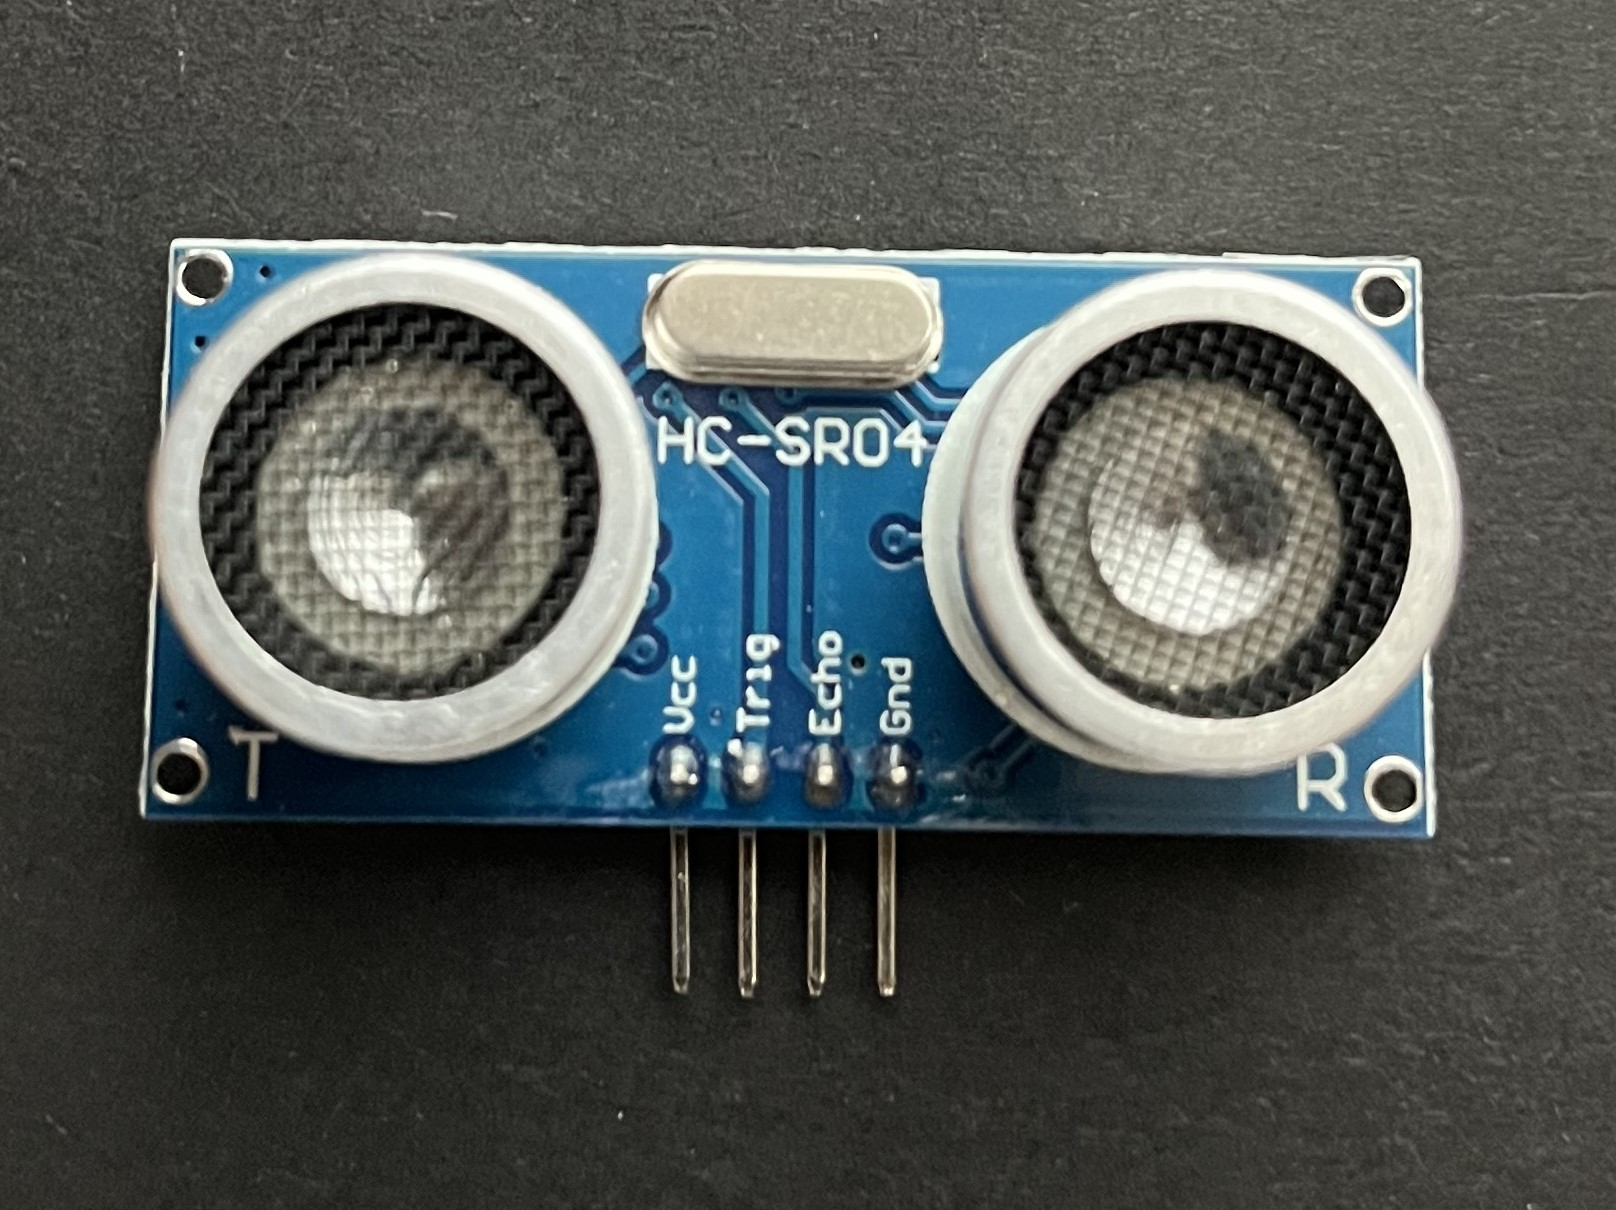 HC-SR04
Vcc
Trig
Echo
Gnd
T
R